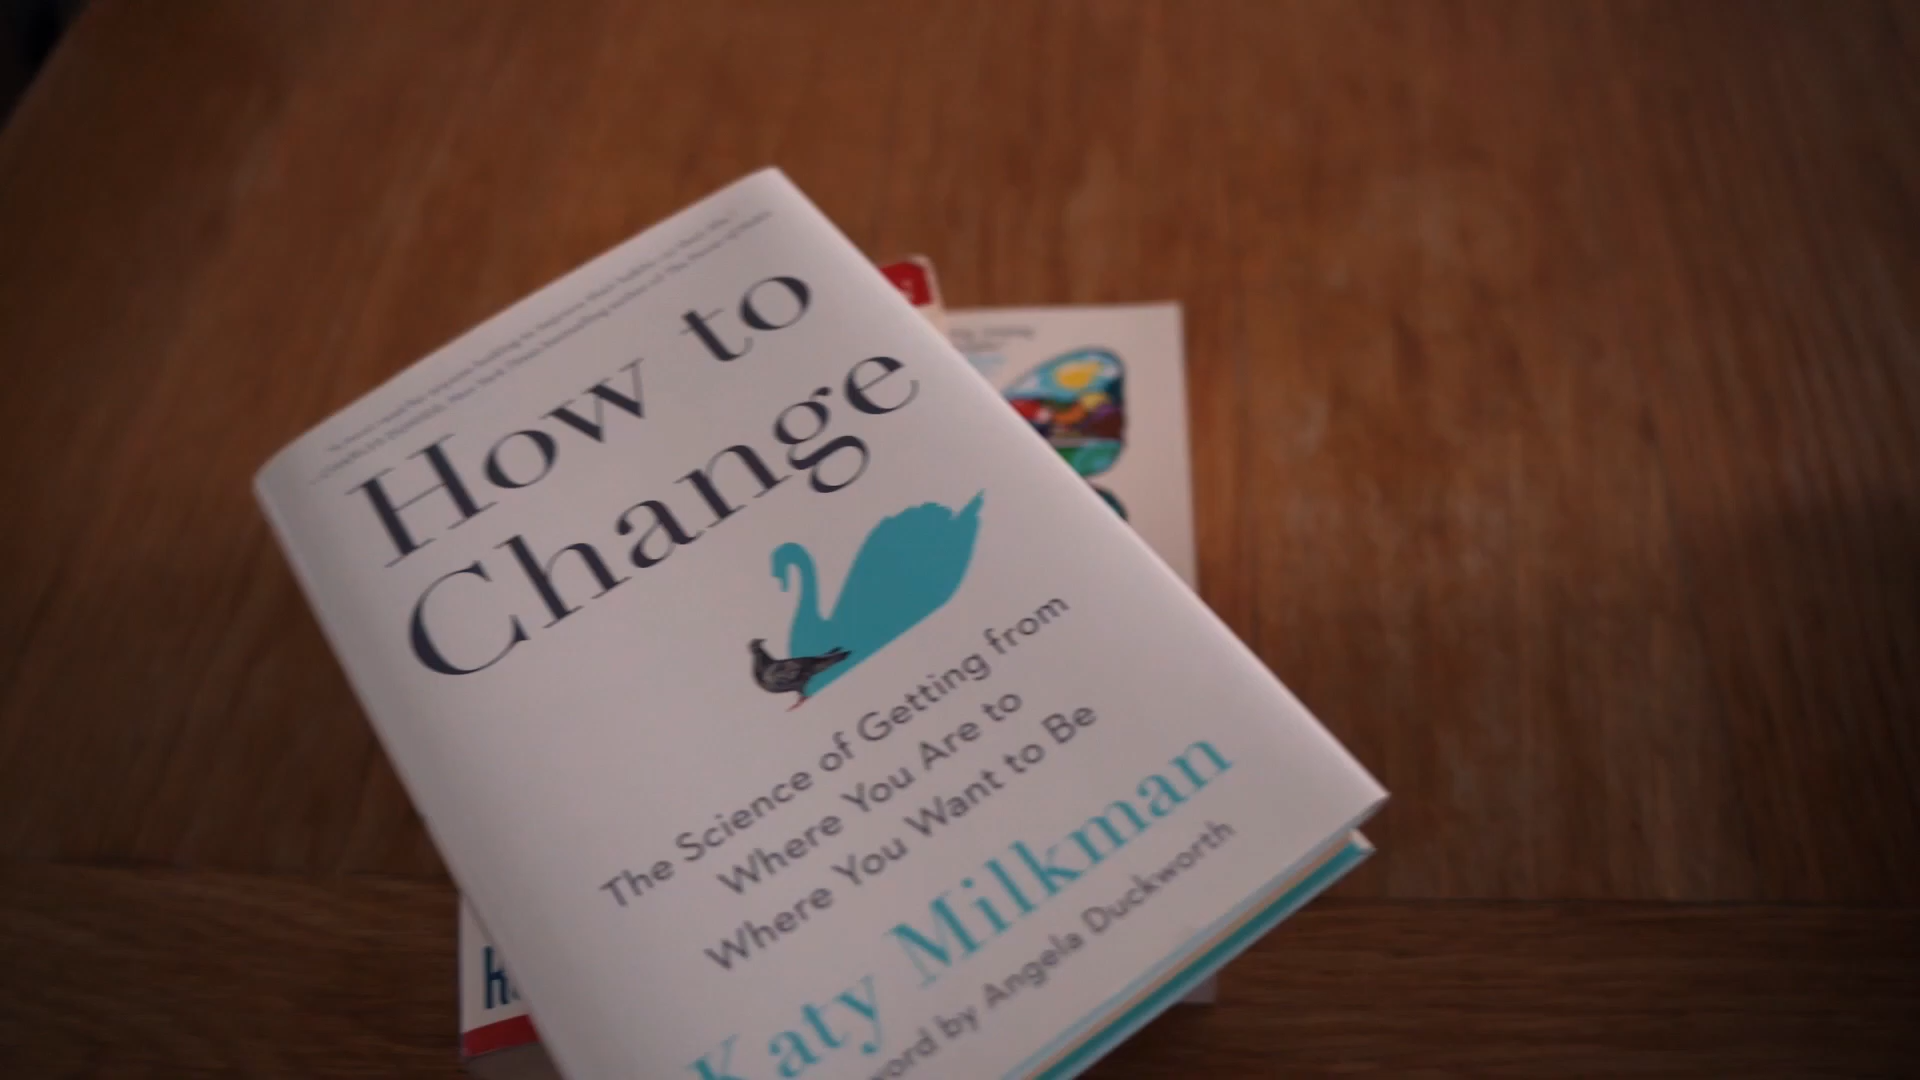 How to
Change
The Science of Getting from
Where You Are to
Where You Want to Be
Katy Milkman
word by Angela Duckworth